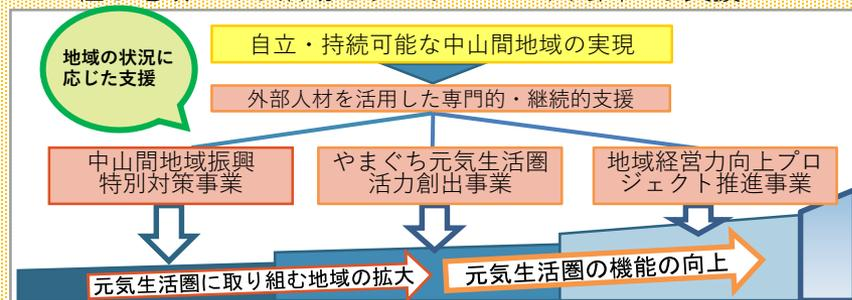 地域の状況に
応じた支援
自立・持続可能な中山間地域の実現
外部人材を活用した専門的・継続的支援
中山間地域振興
特別対策事業
やまぐち元気生活圏
活力創出事業
地域経営力向上プロ
ジェクト推進事業
元気生活圏に取り組む地域の拡大
元気生活圏の機能の向上